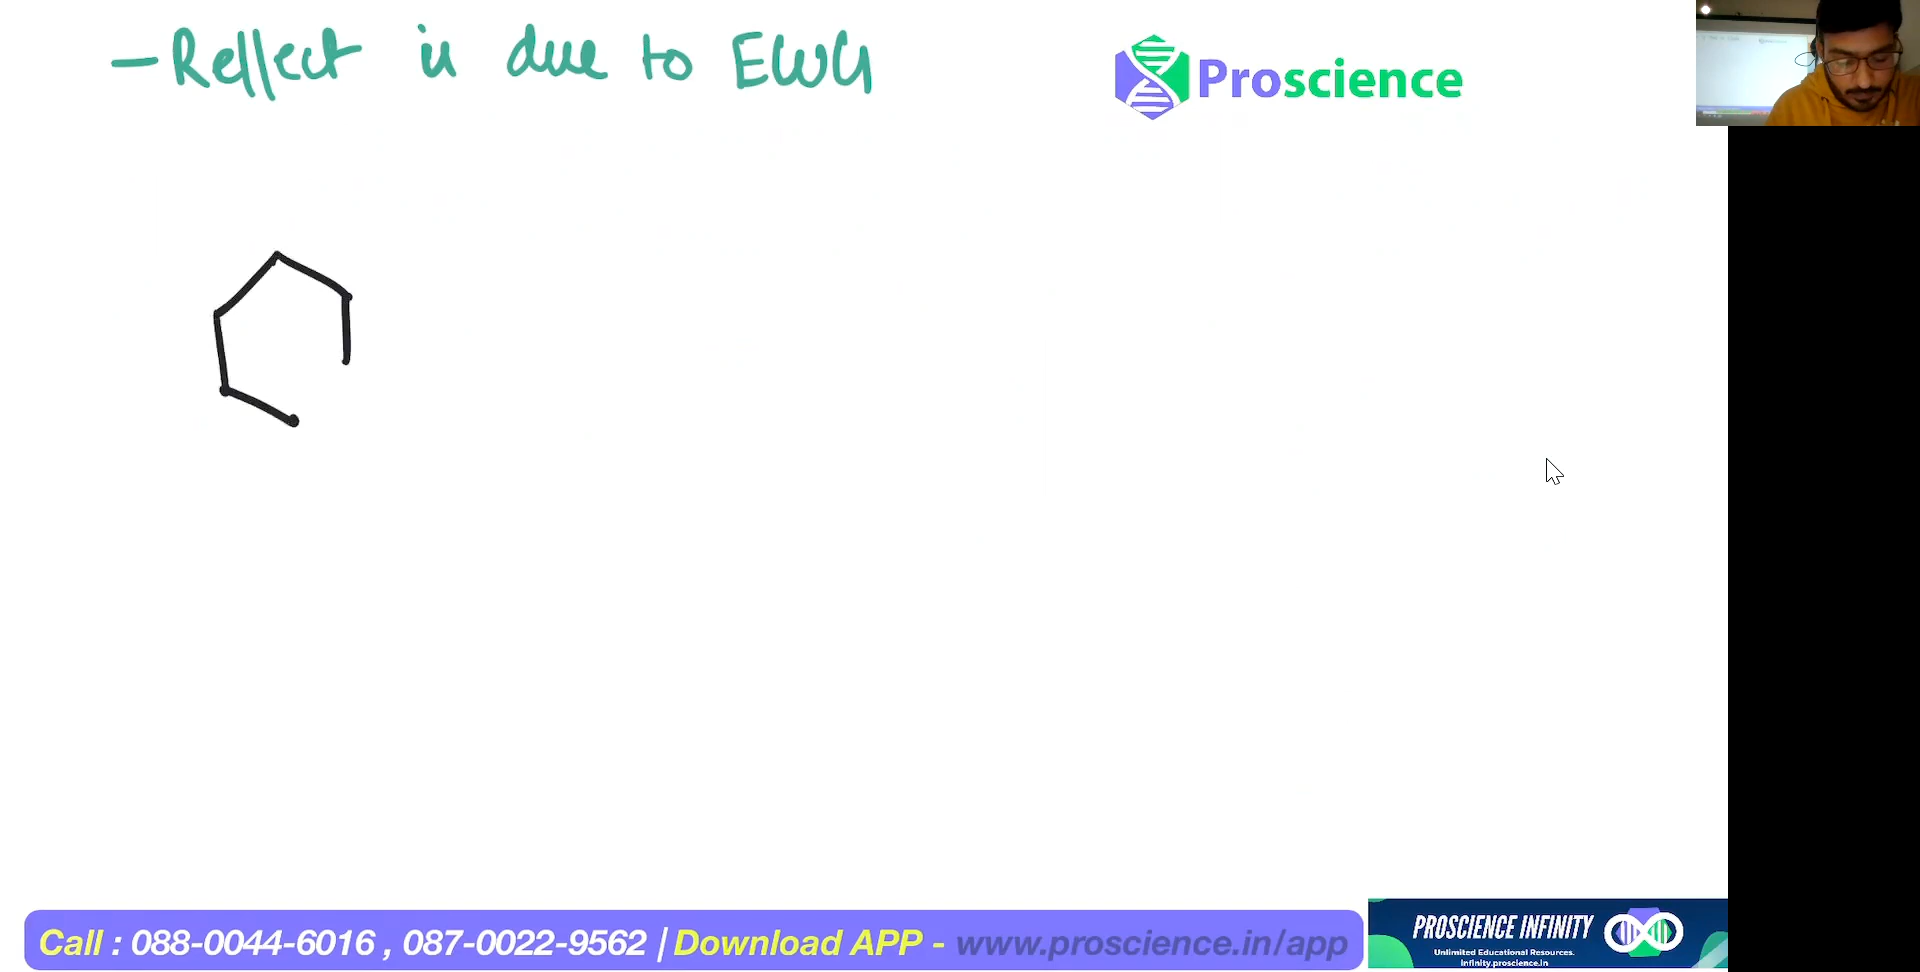 - Reffect is due to EWG
Proscience
Call : 088-0044-6016 , 087-0022-9562 | Download APP - www.proscience.in/app
PROSCIENCE INFINITY
Unlimited Educational Resources.
infinity.proscience.in